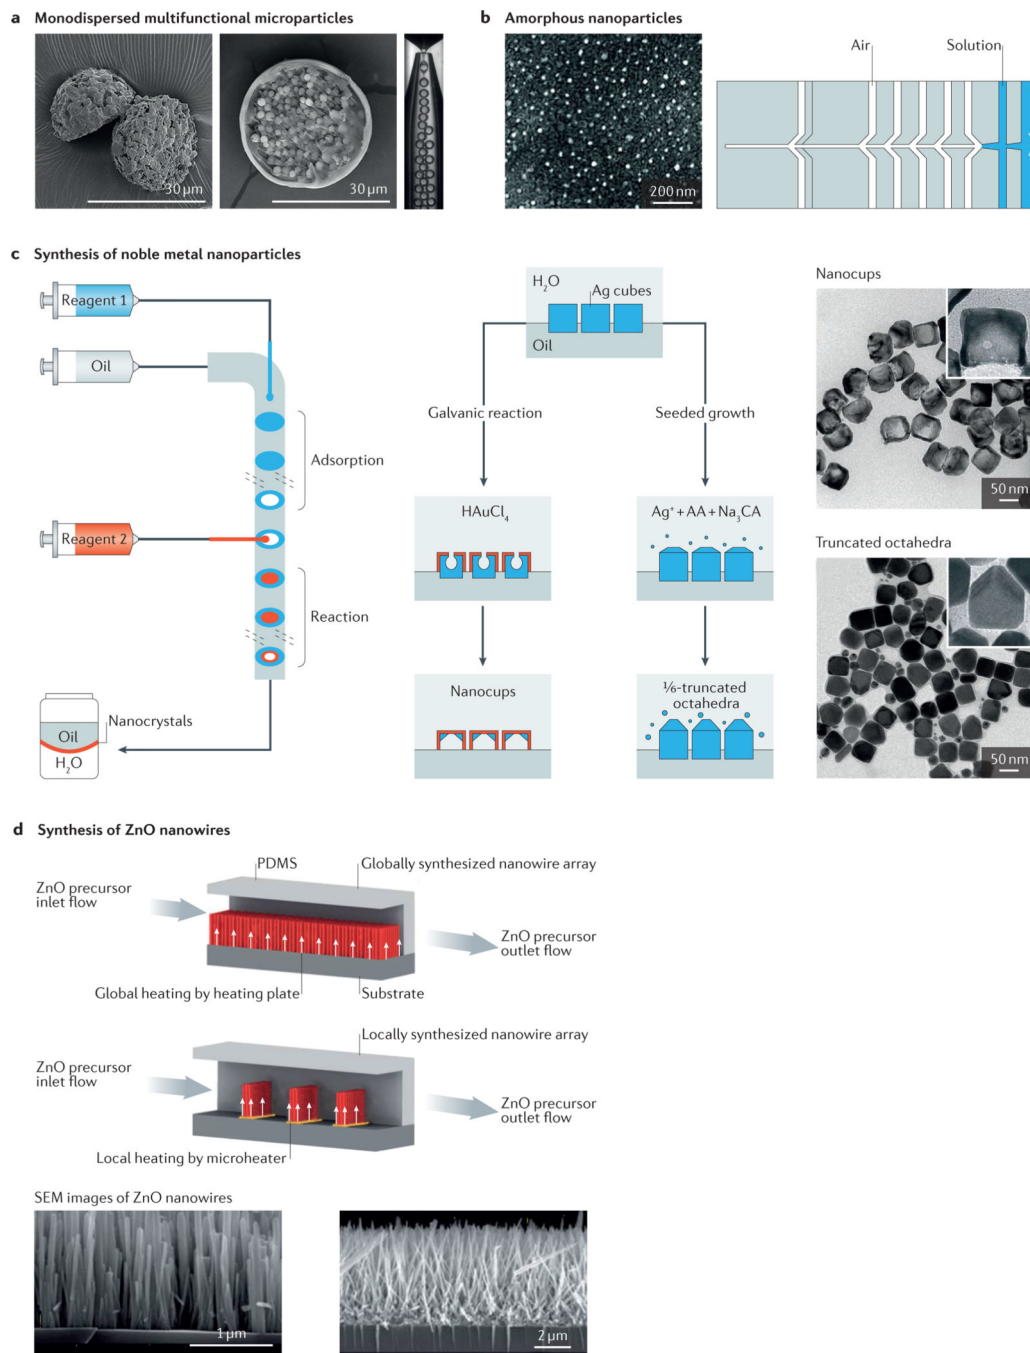 a Monodispersed multifunctional microparticles
30 µm
30 µm
b Amorphous nanoparticles
200 nm
Air
Solution
c Synthesis of noble metal nanoparticles
Reagent 1
Oil
Adsorption
Reagent 2
Reaction
Nanocrystals
Oil
H₂O
H₂O
Ag cubes
Oil
Galvanic reaction
Seeded growth
HAuCl₄
Ag⁺ + AA + Na₃CA
Nanocups
⅙-truncated
octahedra
Nanocups
50 nm
Truncated octahedra
50 nm
d Synthesis of ZnO nanowires
PDMS
Globally synthesized nanowire array
ZnO precursor
inlet flow
ZnO precursor
outlet flow
Global heating by heating plate
Substrate
Locally synthesized nanowire array
ZnO precursor
inlet flow
ZnO precursor
outlet flow
Local heating by microheater
SEM images of ZnO nanowires
1 µm
2 µm